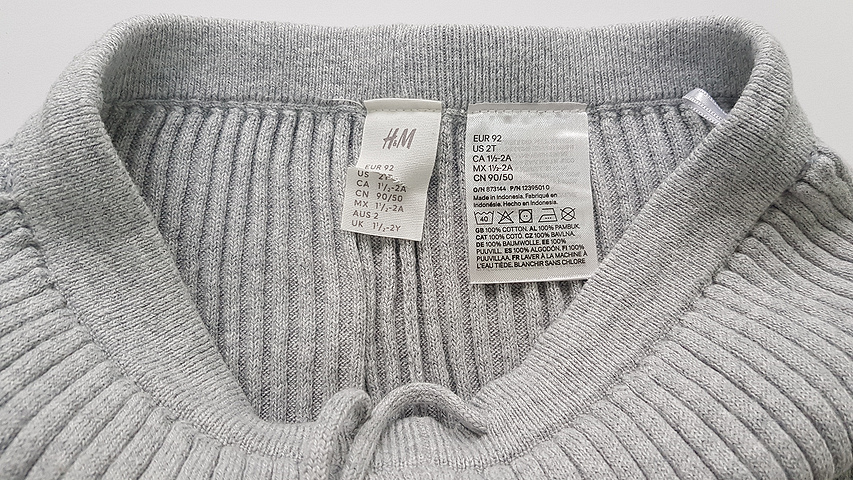 H&M
EUR 92
US 2Y
CA 1½-2A
CN 90/50
MX 1½-2A
AUS 2
UK 1½-2Y
EUR 92
US 2T
CA 1½-2A
MX 1½-2A
CN 90/50
O/N 873144 P/N 1239501 0
Made in Indonesia. Fabriqué en
Indonésie. Hecho en Indonesia.
40
GB 100% COTTON. AL 100% PAMBUK.
CAT 100% COTÓ. CZ 100% BAVLNA.
DE 100% BAUMWOLLE. EE 100%
PUUVILL. ES 100% ALGODÓN. FI 100%
PUUVILLAA. FR LAVER À LA MACHINE À
L'EAU TIÈDE, BLANCHIR SANS CHLORE